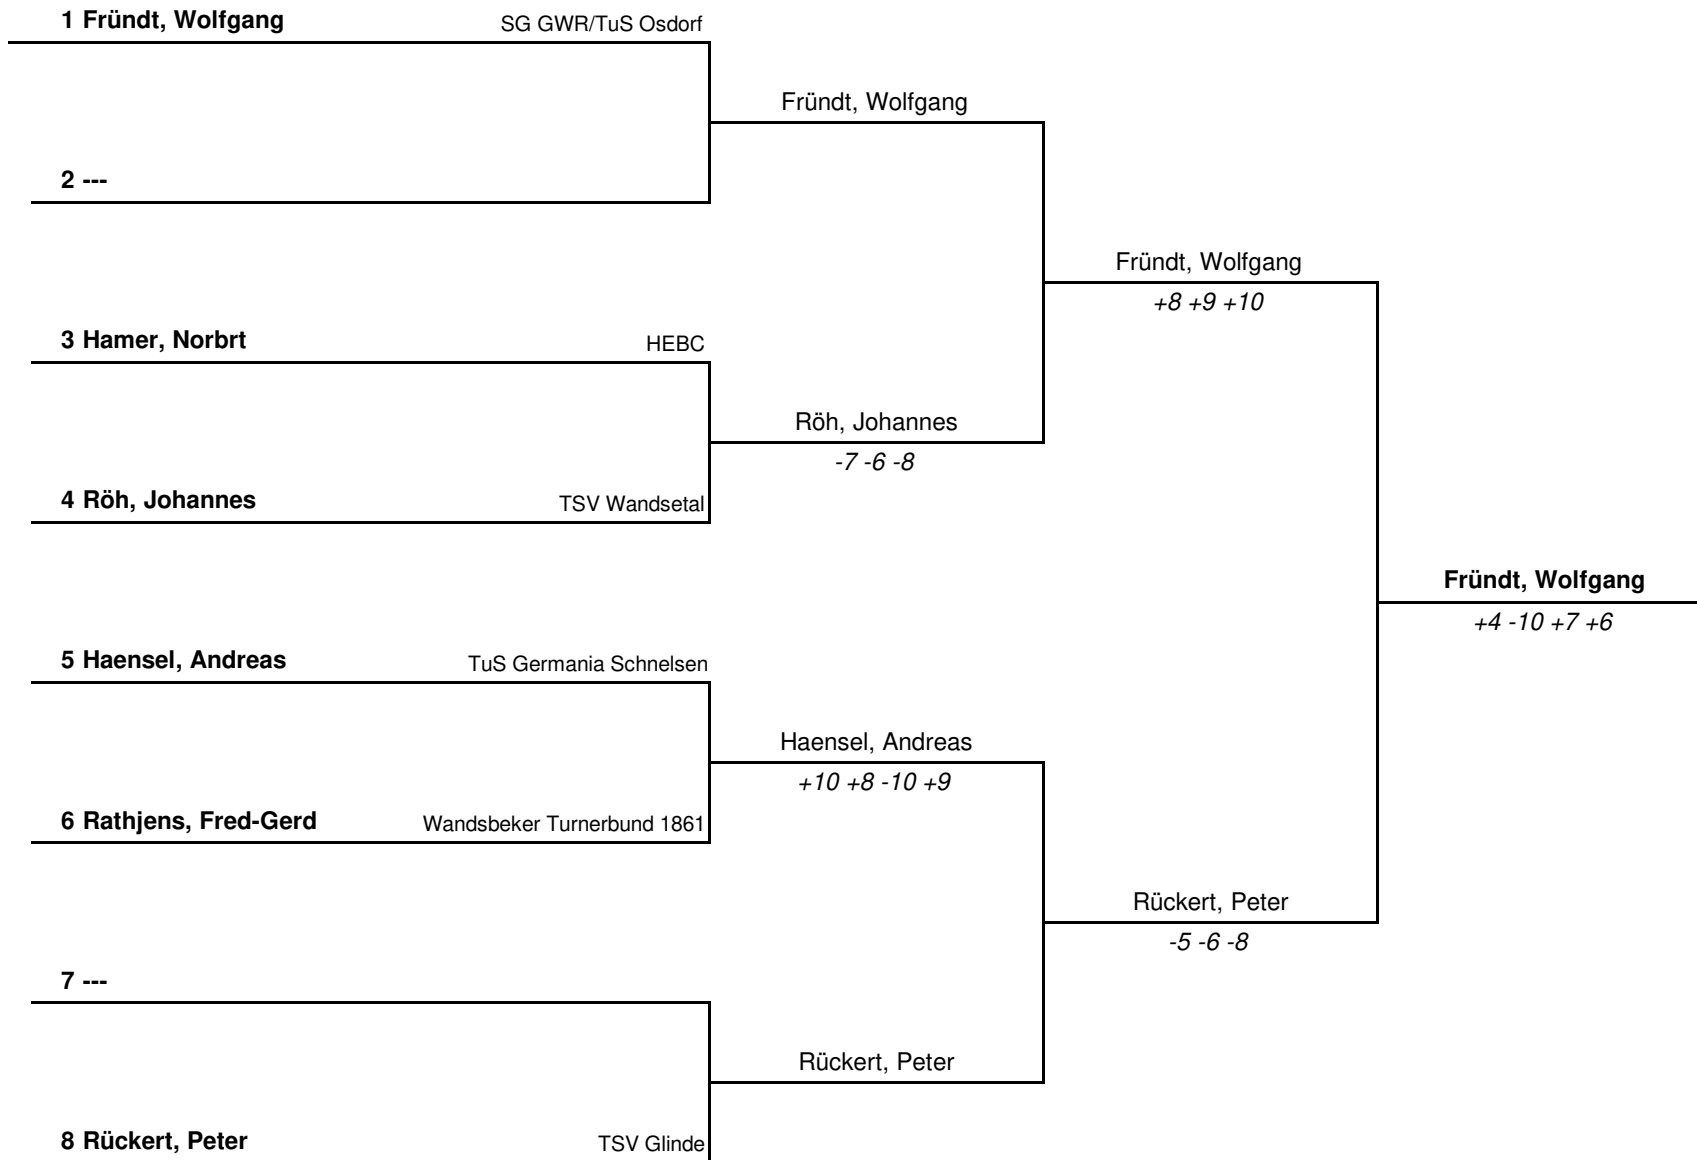 1 Fründt, Wolfgang SG GWR/TuS Osdorf
Fründt, Wolfgang
2 ---
Fründt, Wolfgang
+8 +9 +10
3 Hamer, Norbrt HEBC
Röh, Johannes
-7 -6 -8
4 Röh, Johannes TSV Wandsetal
Fründt, Wolfgang
+4 -10 +7 +6
5 Haensel, Andreas TuS Germania Schnelsen
Haensel, Andreas
+10 +8 -10 +9
6 Rathjens, Fred-Gerd Wandsbeker Turnerbund 1861
Rückert, Peter
-5 -6 -8
7 ---
Rückert, Peter
8 Rückert, Peter TSV Glinde